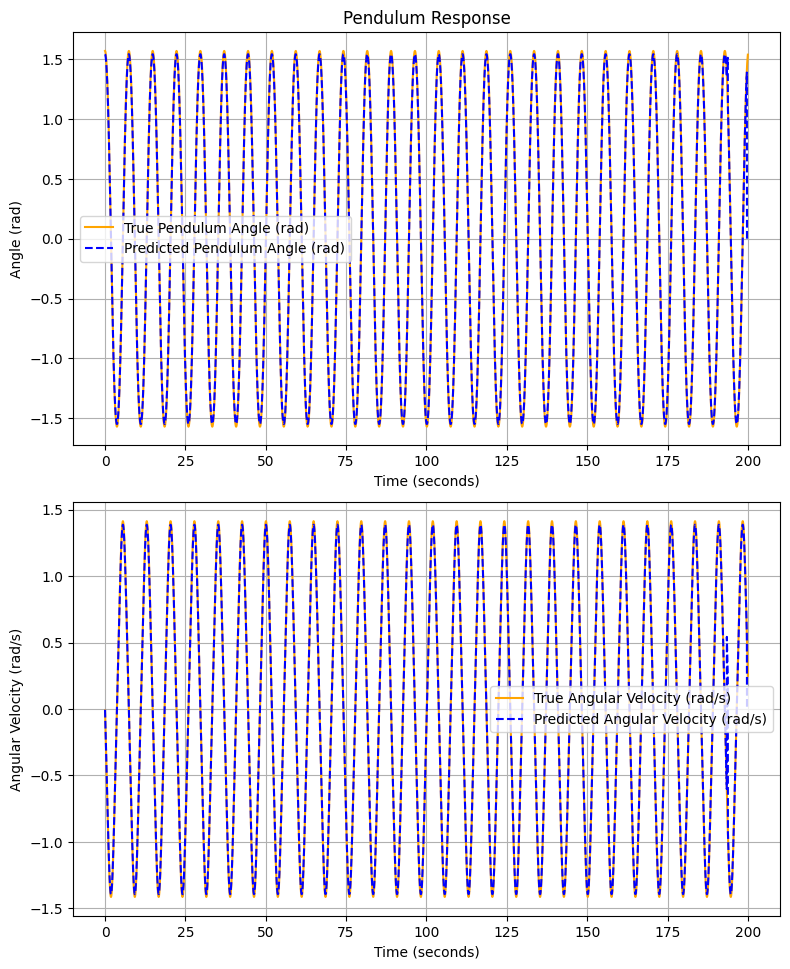 Pendulum Response
Angle (rad)
1.5
1.0
0.5
0.0
−0.5
−1.0
−1.5
True Pendulum Angle (rad)
Predicted Pendulum Angle (rad)
0 25 50 75 100 125 150 175 200
Time (seconds)
Angular Velocity (rad/s)
1.5
1.0
0.5
0.0
−0.5
−1.0
−1.5
True Angular Velocity (rad/s)
Predicted Angular Velocity (rad/s)
0 25 50 75 100 125 150 175 200
Time (seconds)